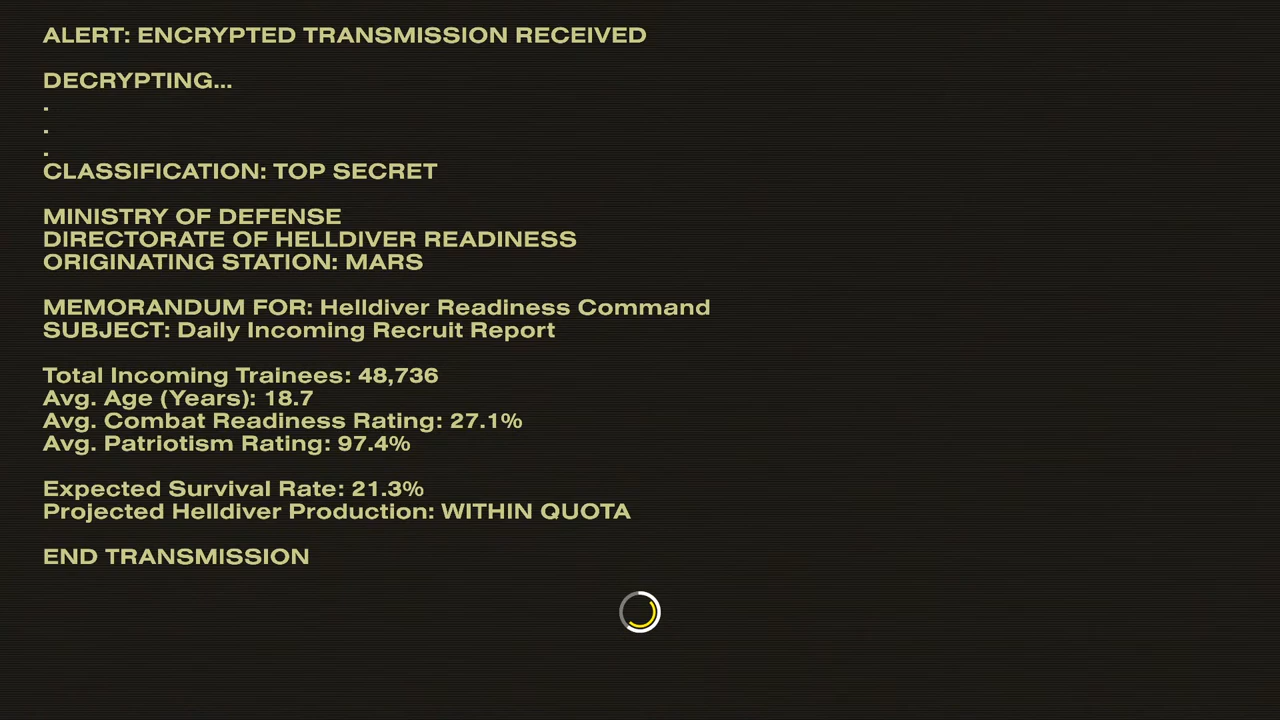 ALERT: ENCRYPTED TRANSMISSION RECEIVED
DECRYPTING...
.
.
.
CLASSIFICATION: TOP SECRET
MINISTRY OF DEFENSE
DIRECTORATE OF HELLDIVER READINESS
ORIGINATING STATION: MARS
MEMORANDUM FOR: Helldiver Readiness Command
SUBJECT: Daily Incoming Recruit Report
Total Incoming Trainees: 48,736
Avg. Age (Years): 18.7
Avg. Combat Readiness Rating: 27.1%
Avg. Patriotism Rating: 97.4%
Expected Survival Rate: 21.3%
Projected Helldiver Production: WITHIN QUOTA
END TRANSMISSION